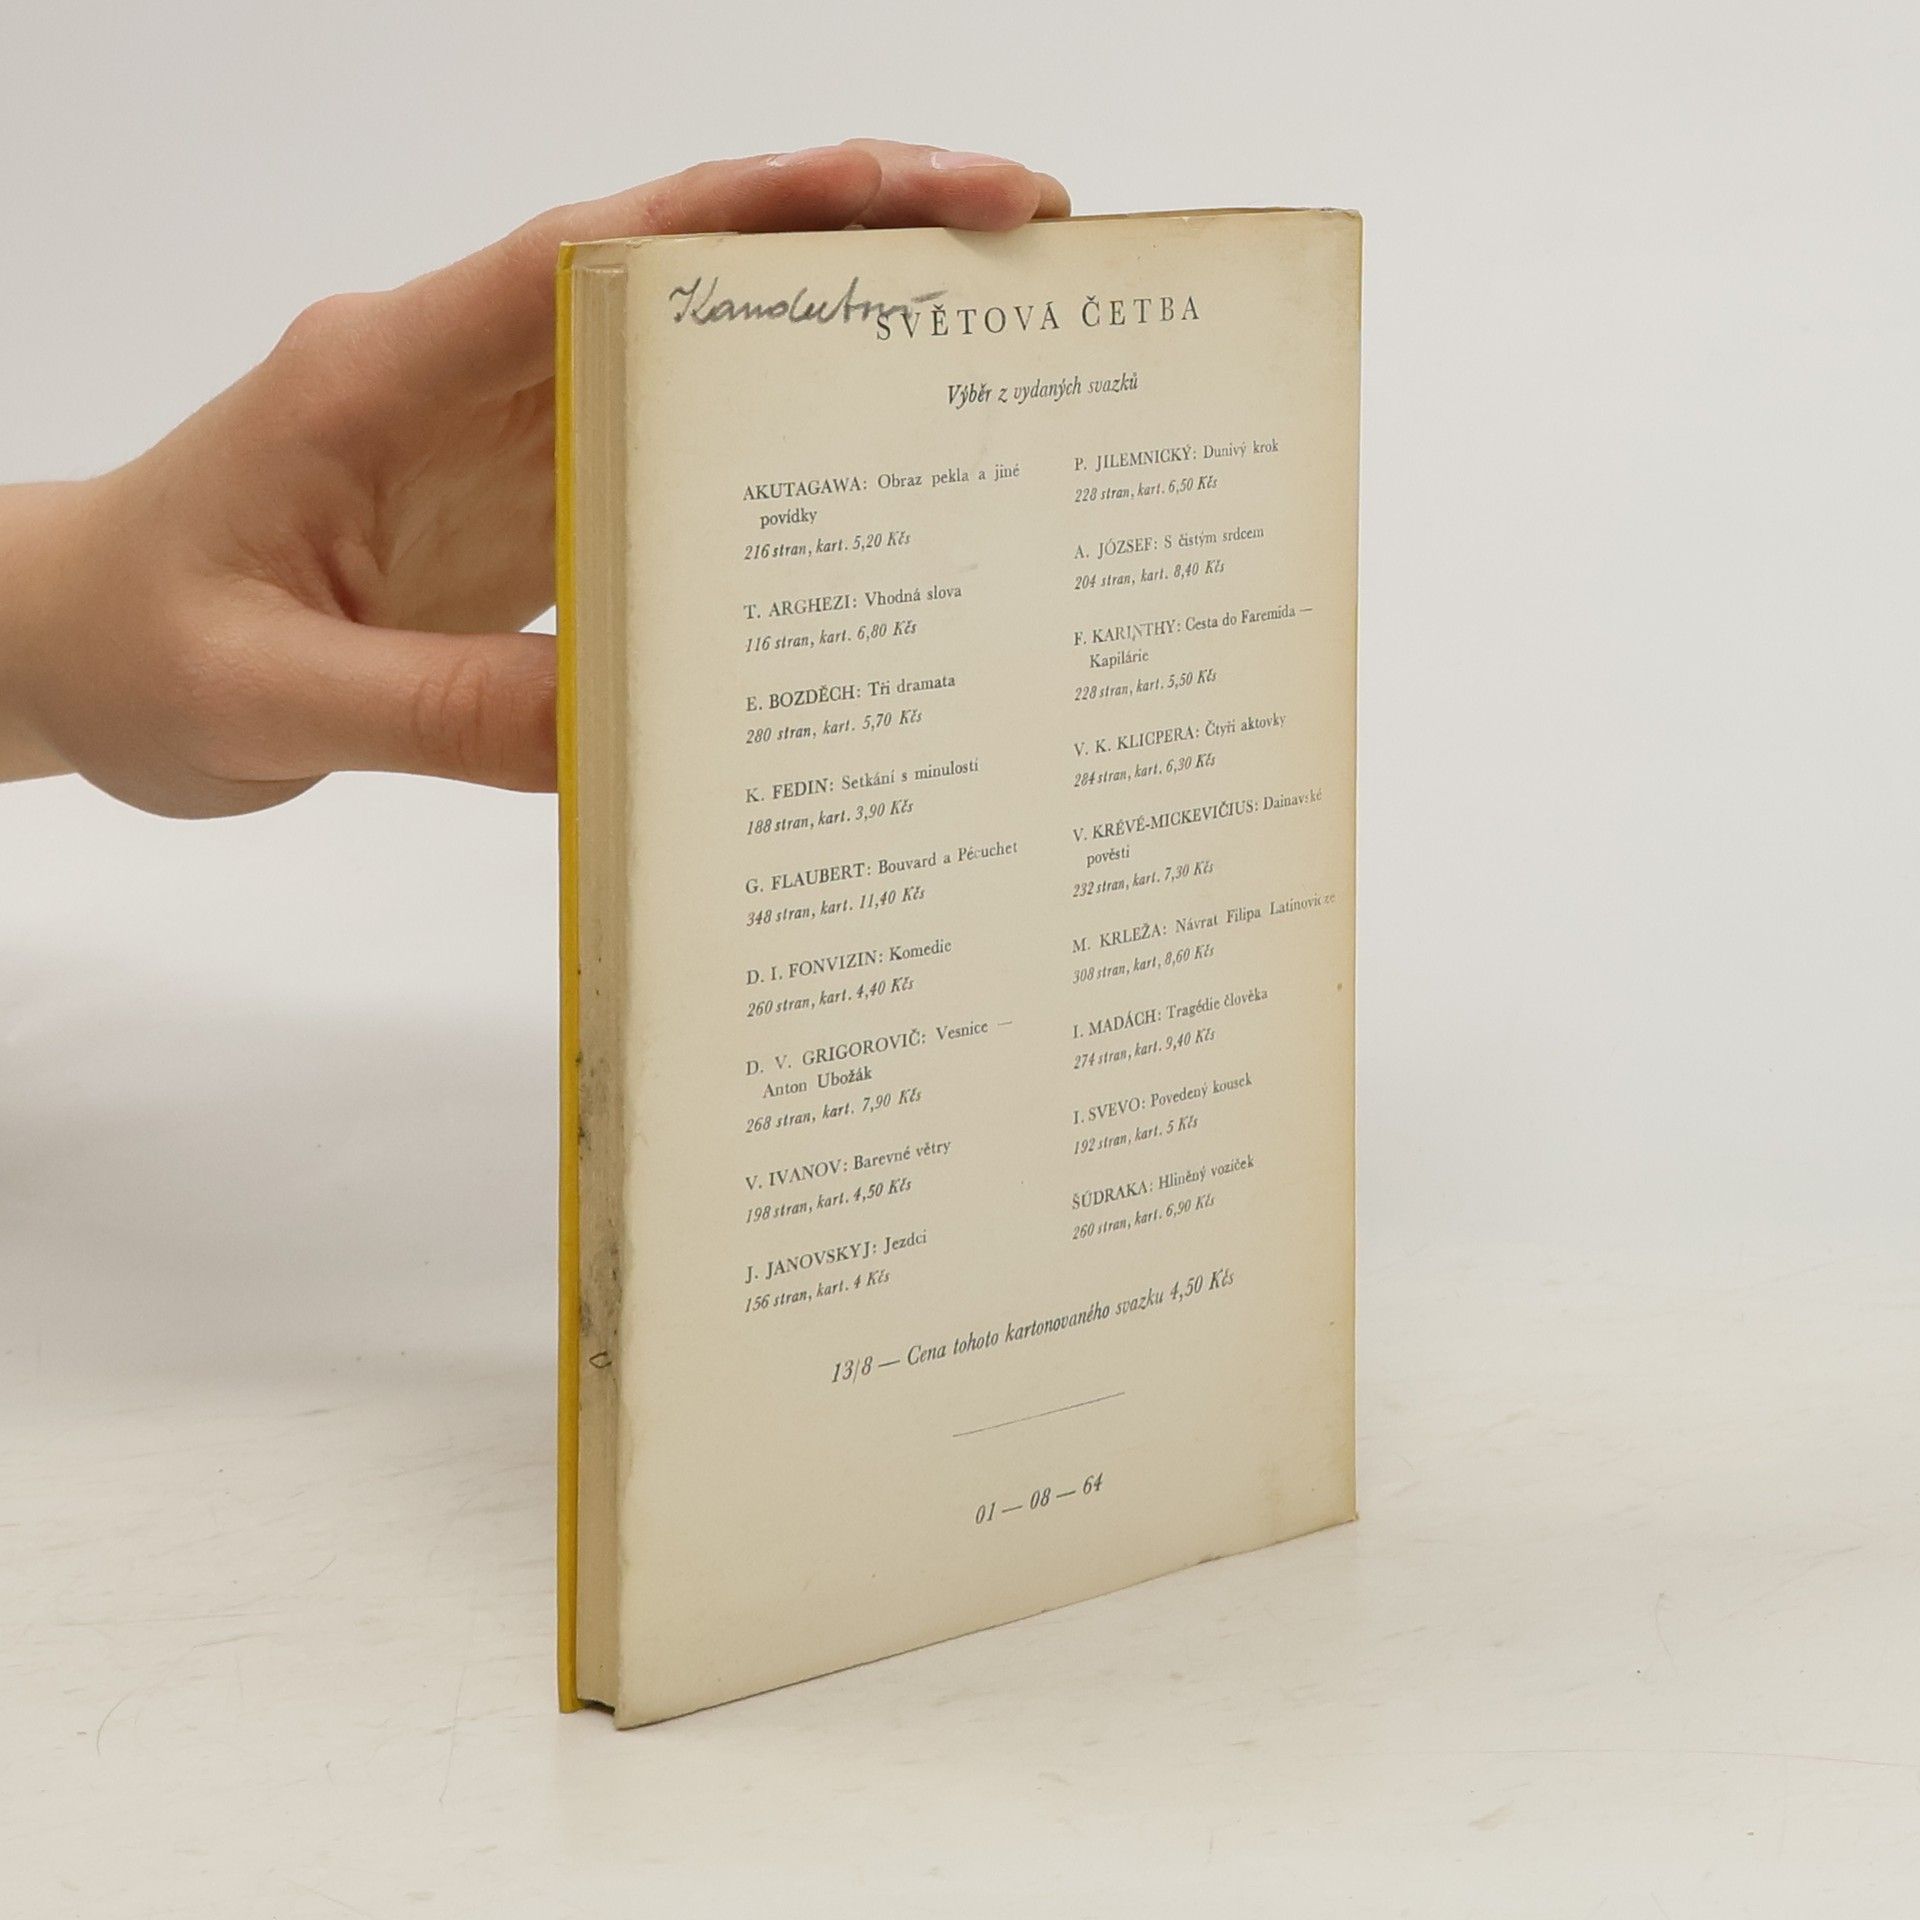 SVĚTOVÁ ČETBA
Výběr z vydaných svazků
AKUTAGAWA: Obraz pekla a jiné
povídky
216 stran, kart. 5,20 Kčs
T. ARGHEZI: Vhodná slova
116 stran, kart. 6,80 Kčs
E. BOZDĚCH: Tři dramata
280 stran, kart. 5,70 Kčs
K. FEDIN: Setkání s minulostí
188 stran, kart. 3,90 Kčs
G. FLAUBERT: Bouvard a Pécuchet
348 stran, kart. 11,40 Kčs
D. I. FONVIZIN: Komedie
260 stran, kart. 4,40 Kčs
D. V. GRIGOROVIČ: Vesnice —
Anton Ubožák
268 stran, kart. 7,90 Kčs
V. IVANOV: Barevné větry
198 stran, kart. 4,50 Kčs
J. JANOVSKYJ: Jezdci
156 stran, kart. 4 Kčs
P. JILEMNICKÝ: Dunivý krok
228 stran, kart. 6,50 Kčs
A. JÓZSEF: S čistým srdcem
204 stran, kart. 8,40 Kčs
F. KARINTHY: Cesta do Faremida —
Kapilárie
228 stran, kart. 5,50 Kčs
V. K. KLICPERA: Čtyři aktovky
284 stran, kart. 6,30 Kčs
V. KRÉVÉ-MICKEVIČIUS: Dainavské
pověsti
232 stran, kart. 7,30 Kčs
M. KRLEŽA: Návrat Filipa Latinovicze
308 stran, kart, 8,60 Kčs
I. MADÁCH: Tragédie člověka
274 stran, kart. 9,40 Kčs
I. SVEVO: Povedený kousek
192 stran, kart. 5 Kčs
ŠÚDRAKA: Hliněný vozíček
260 stran, kart. 6,90 Kčs
13/8 — Cena tohoto kartonovaného svazku 4,50 Kčs
01 — 08 — 64